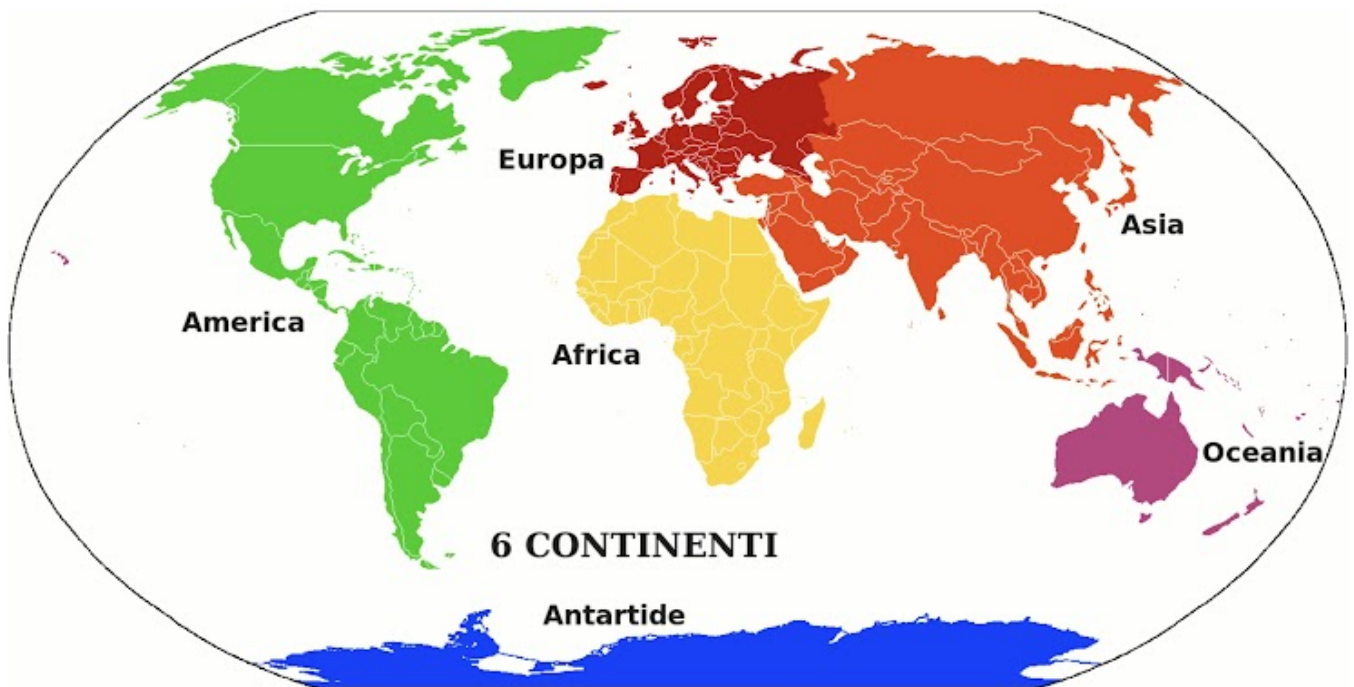 Europa
Asia
America
Africa
Oceania
6 CONTINENTI
Antartide